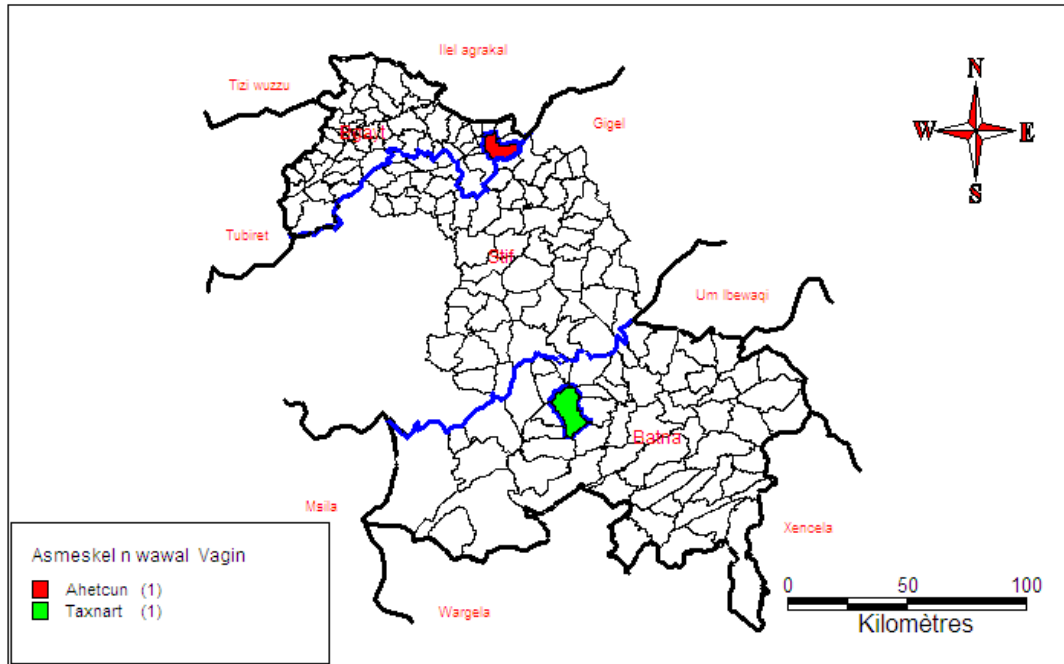 Ilel agrakal
Tizi wuzzu
Gigel
Bgajt
N
W E
S
Tubiret
Stif
Um lbewaqi
Batna
Msila
Xencela
Wargela
Asmeskel n wawal Vagin
Ahetcun (1)
Taxnart (1)
0 50 100
Kilomètres